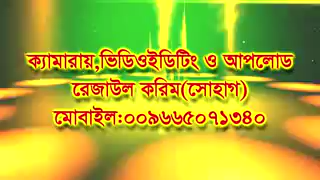 ক্যামারায়,ভিডিওইডিটিং ও আপলোড
রেজাউল করিম(সোহাগ)
মোবাইল:০০৯৬৬৫০৭১৩৪০